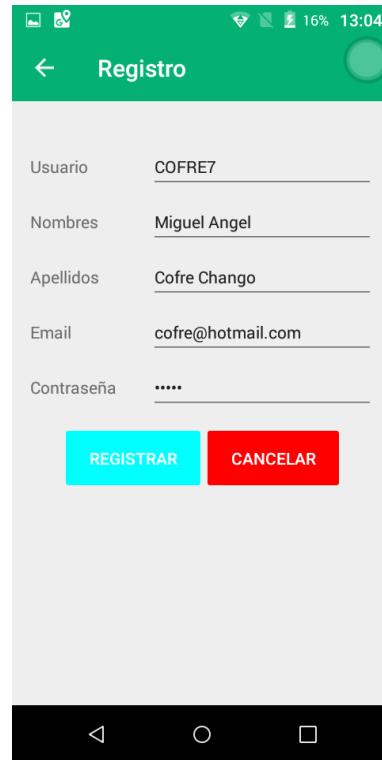 16% 13:04
Registro
Usuario COFRE7
Nombres Miguel Angel
Apellidos Cofre Chango
Email cofre@hotmail.com
Contraseña •••••
REGISTRAR CANCELAR